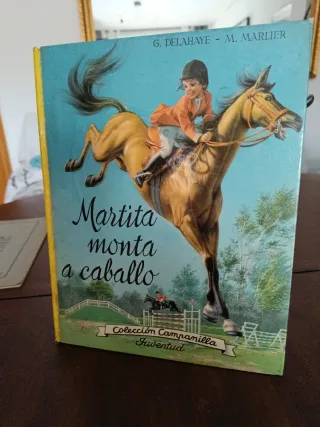 G. DELAHAYE - M. MARLIER
Martita
monta
a caballo
Colección Campanilla
Juventud